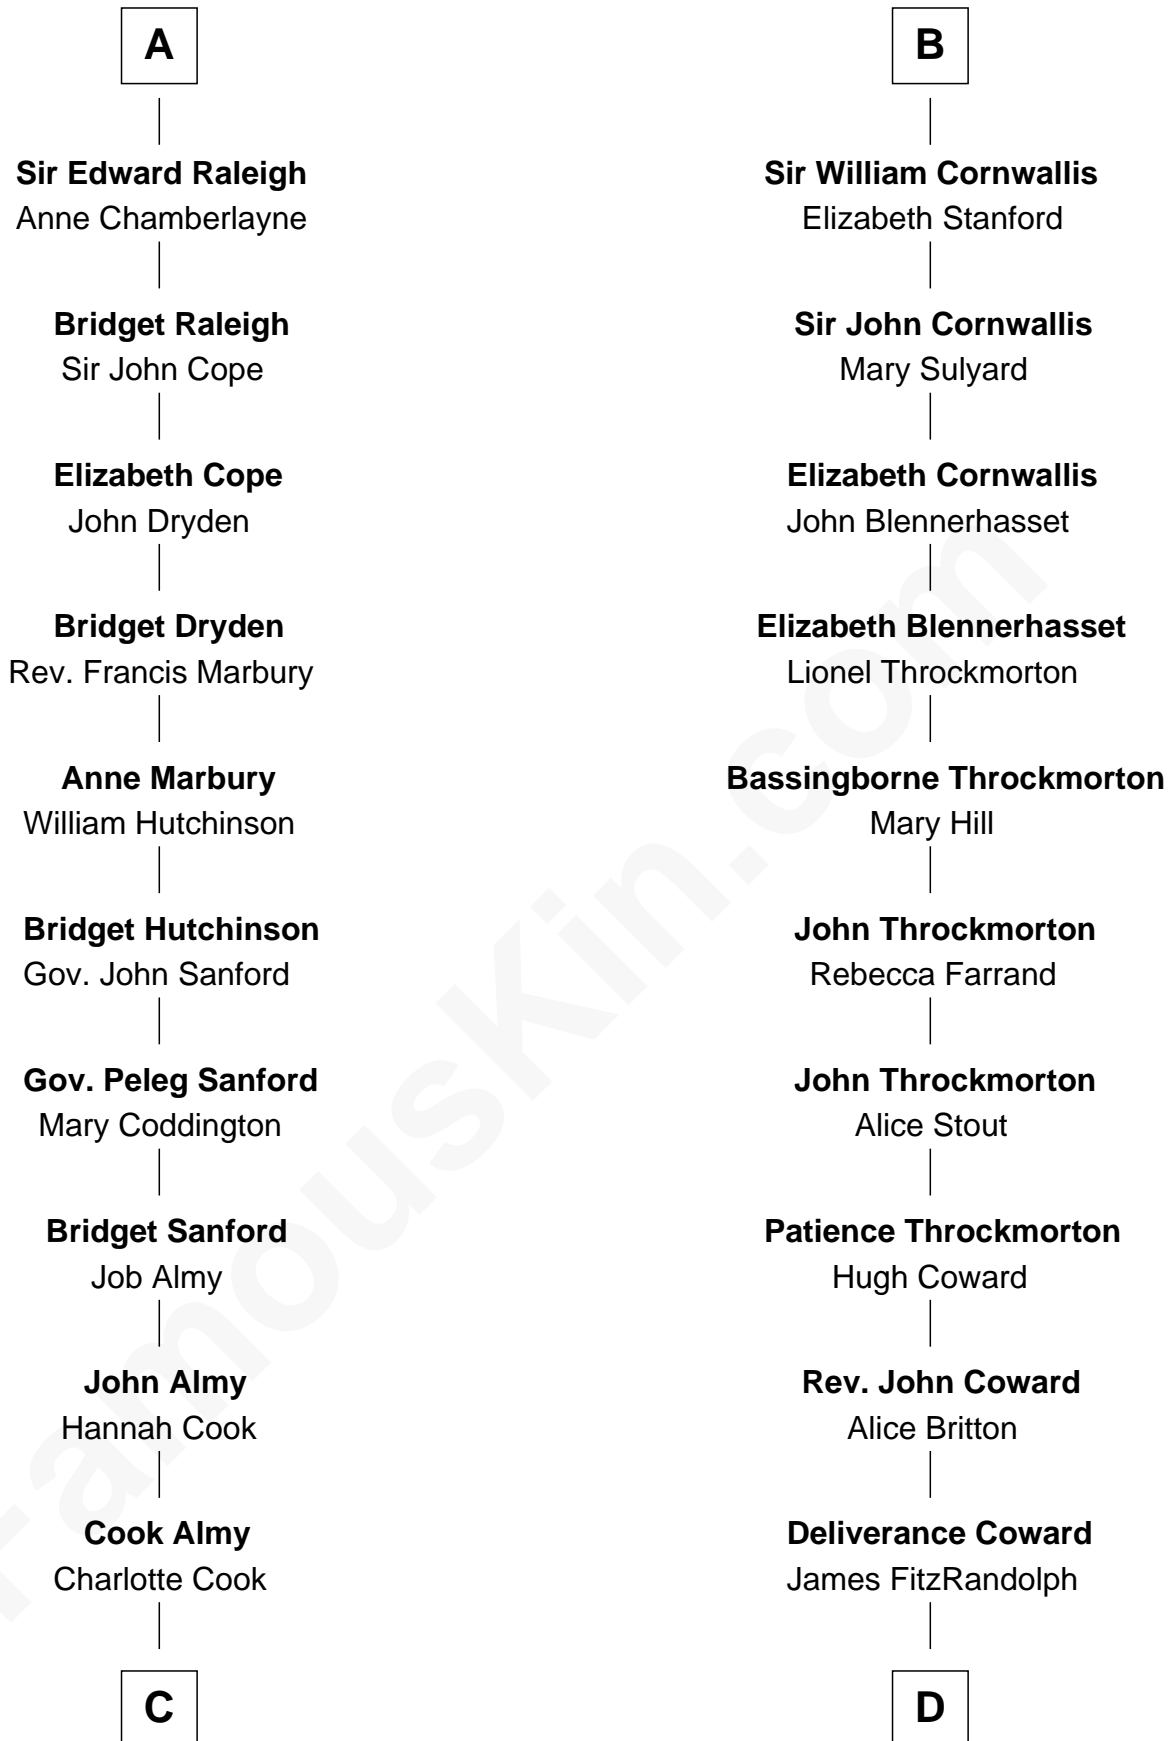 A
Sir Edward Raleigh
Anne Chamberlayne
Bridget Raleigh
Sir John Cope
Elizabeth Cope
John Dryden
Bridget Dryden
Rev. Francis Marbury
Anne Marbury
William Hutchinson
Bridget Hutchinson
Gov. John Sanford
Gov. Peleg Sanford
Mary Coddington
Bridget Sanford
Job Almy
John Almy
Hannah Cook
Cook Almy
Charlotte Cook
C
B
Sir William Cornwallis
Elizabeth Stanford
Sir John Cornwallis
Mary Sulyard
Elizabeth Cornwallis
John Blennerhasset
Elizabeth Blennerhasset
Lionel Throckmorton
Bassingborne Throckmorton
Mary Hill
John Throckmorton
Rebecca Farrand
John Throckmorton
Alice Stout
Patience Throckmorton
Hugh Coward
Rev. John Coward
Alice Britton
Deliverance Coward
James FitzRandolph
D
FamousKin.com